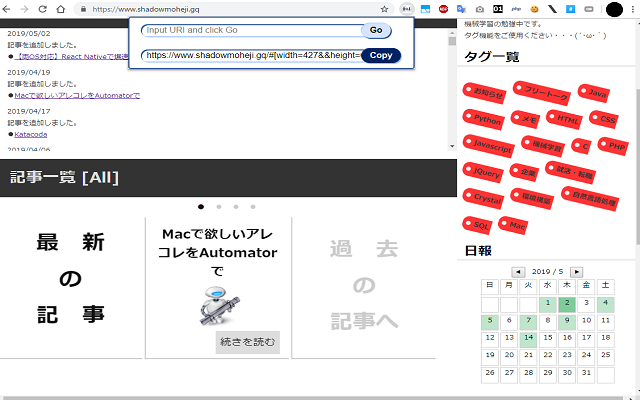 https://www.shadowmoheji.gq
Input URI and click Go
Go
https://www.shadowmoheji.gq/#[width=427&&height=
Copy
2019/05/02
記事を追加しました。
●【両OS対応】React Nativeで爆速
2019/04/19
記事を追加しました。
●Macで欲しいアレコレをAutomatorで
2019/04/17
記事を追加しました。
●Katacoda
2019/04/06
機械学習の勉強中です。
タグ機能をご使用ください・・・(´･ω･｀)
タグ一覧
お知らせ
フリートーク
Java
Python
メモ
HTML
CSS
Javascript
機械学習
C
PHP
JQuery
企業
就活・転職
Crystal
環境構築
自然言語処理
SQL
Mac
記事一覧 [All]
最 新
の
記 事
Macで欲しいアレ
コレをAutomator
で
続きを読む
過 去
の
記事へ
日報
◄ 2019 / 5 ►
日 月 火 水 木 金 土
1 2 3 4
5 6 7 8 9 10 11
12 13 14 15 16 17 18
19 20 21 22 23 24 25
26 27 28 29 30 31